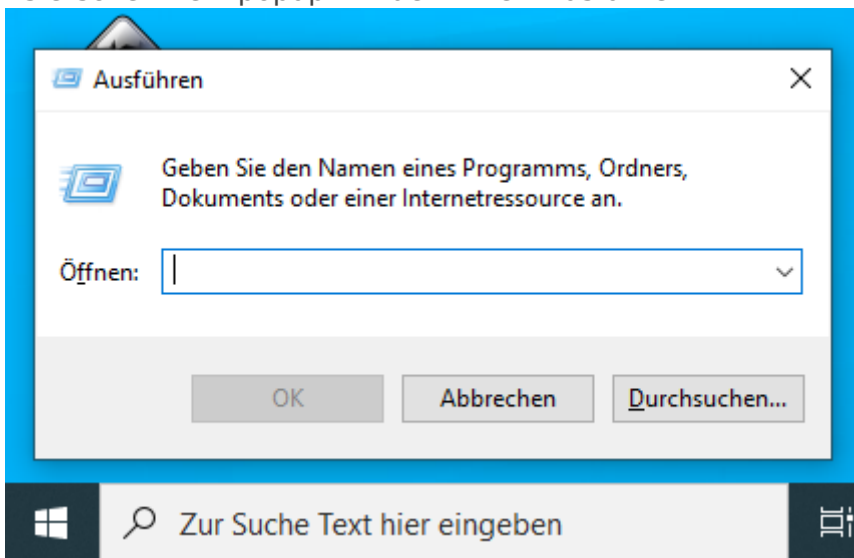 Ausführen
Geben Sie den Namen eines Programms, Ordners,
Dokuments oder einer Internetressource an.
Öffnen:
OK Abbrechen Durchsuchen...
Zur Suche Text hier eingeben